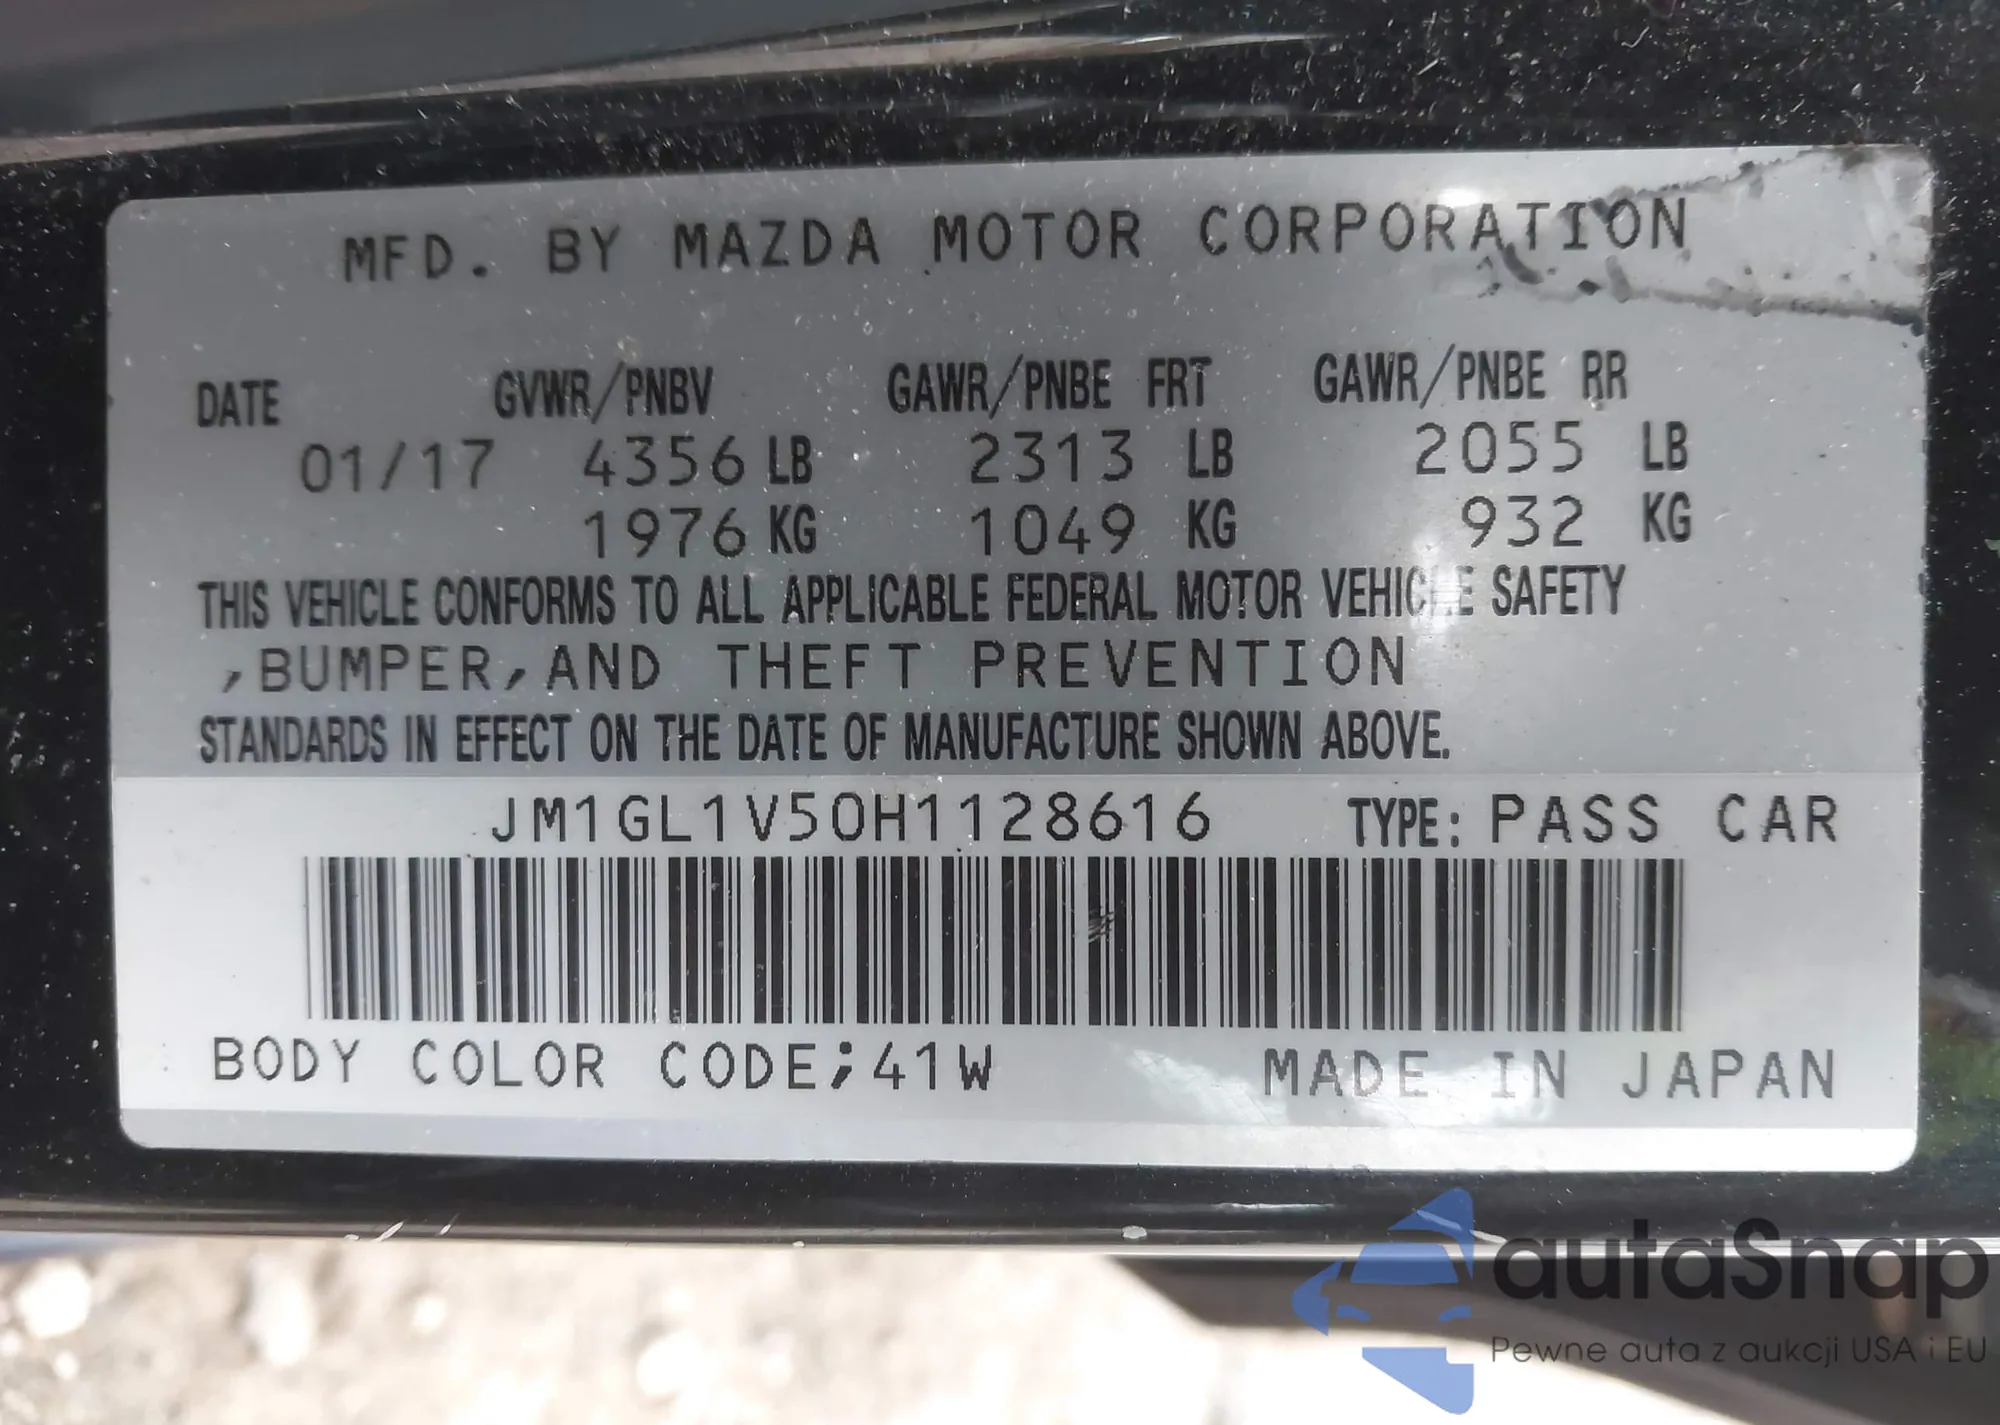 MFD. BY MAZDA MOTOR CORPORATION
DATE GVWR/PNBV GAWR/PNBE FRT GAWR/PNBE RR
01/17 4356 LB 2313 LB 2055 LB
1976 KG 1049 KG 932 KG
THIS VEHICLE CONFORMS TO ALL APPLICABLE FEDERAL MOTOR VEHICLE SAFETY
,BUMPER,AND THEFT PREVENTION
STANDARDS IN EFFECT ON THE DATE OF MANUFACTURE SHOWN ABOVE.
JM1GL1V50H1128616 TYPE: PASS CAR
BODY COLOR CODE;41W MADE IN JAPAN
autaSnap
Pewne auta z aukcji USA i EU